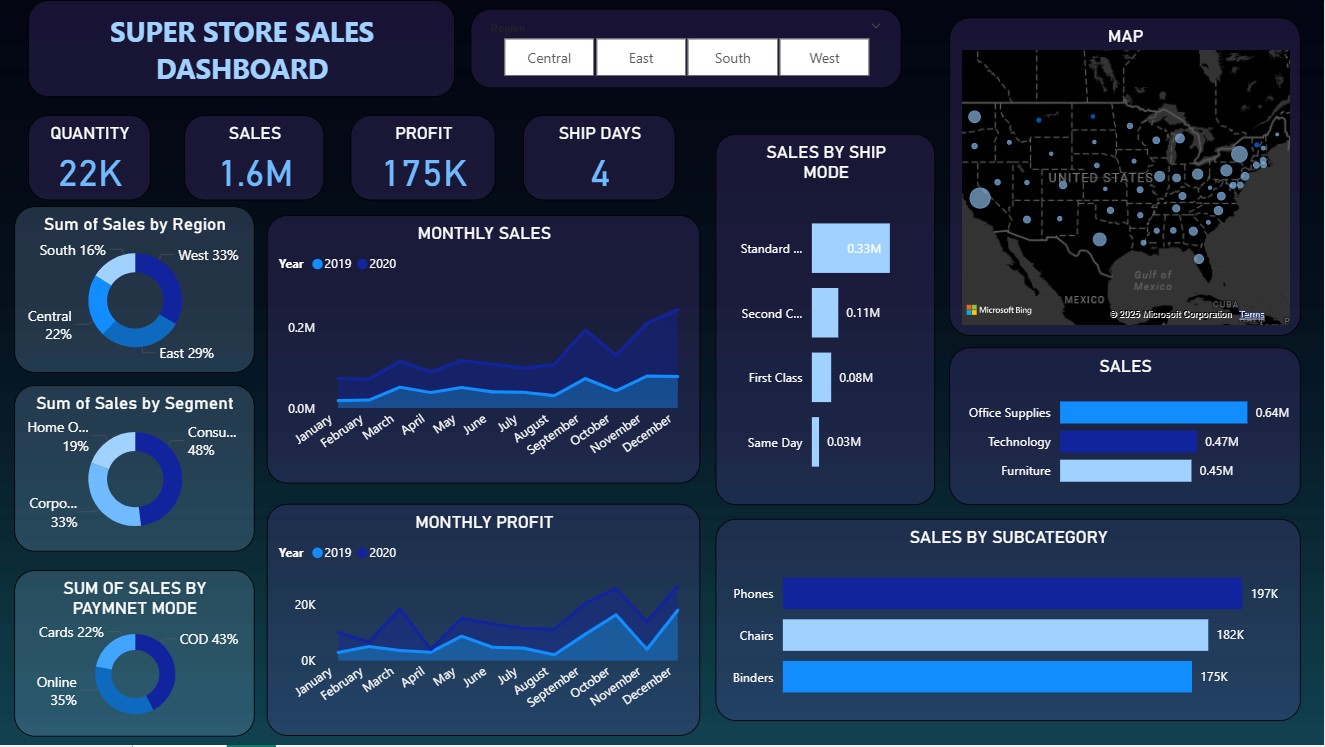 SUPER STORE SALES
DASHBOARD
Region
Central
East
South
West
QUANTITY
22K
SALES
1.6M
PROFIT
175K
SHIP DAYS
4
Sum of Sales by Region
South 16%
West 33%
Central
22%
East 29%
Sum of Sales by Segment
Home O...
19%
Consu...
48%
Corpo...
33%
SUM OF SALES BY
PAYMNET MODE
Cards 22%
COD 43%
Online
35%
MONTHLY SALES
Year 2019 2020
0.2M
0.0M
January
February
March
April
May
June
July
August
September
October
November
December
MONTHLY PROFIT
Year 2019 2020
20K
0K
January
February
March
April
May
June
July
August
September
October
November
December
SALES BY SHIP
MODE
Standard ... 0.33M
Second C... 0.11M
First Class 0.08M
Same Day 0.03M
MAP
UNITED STATES
Gulf of
Mexico
MEXICO
CUBA
P
Microsoft Bing
© 2025 Microsoft Corporation Terms
SALES
Office Supplies 0.64M
Technology 0.47M
Furniture 0.45M
SALES BY SUBCATEGORY
Phones 197K
Chairs 182K
Binders 175K